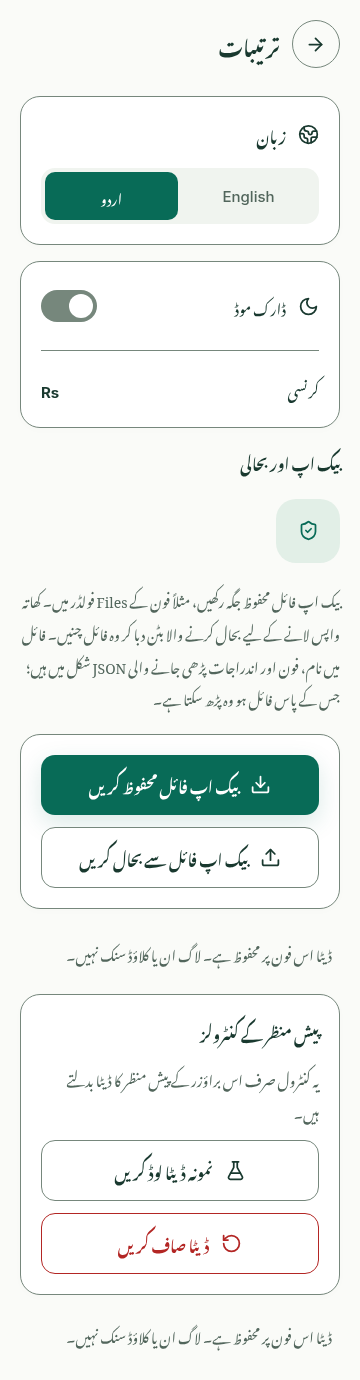 ترتیبات
زبان
اردو
English
ڈارک موڈ
کرنسی
Rs
بیک اپ اور بحالی
بیک اپ فائل محفوظ جگہ رکھیں، مثلاً فون کے Files فولڈر میں۔ کھاتہ
واپس لانے کے لیے بحال کرنے والا بٹن دبا کر وہ فائل چنیں۔ فائل
میں نام، فون اور اندراجات پڑھی جانے والی JSON شکل میں ہیں؛
جس کے پاس فائل ہو وہ پڑھ سکتا ہے۔
بیک اپ فائل محفوظ کریں
بیک اپ فائل سے بحال کریں
ڈیٹا اس فون پر محفوظ ہے۔ لاگ ان یا کلاؤڈ سنک نہیں۔
پیش منظر کے کنٹرولز
یہ کنٹرول صرف اس براؤزر کے پیش منظر کا ڈیٹا بدلتے
ہیں۔
نمونہ ڈیٹا لوڈ کریں
ڈیٹا صاف کریں
ڈیٹا اس فون پر محفوظ ہے۔ لاگ ان یا کلاؤڈ سنک نہیں۔